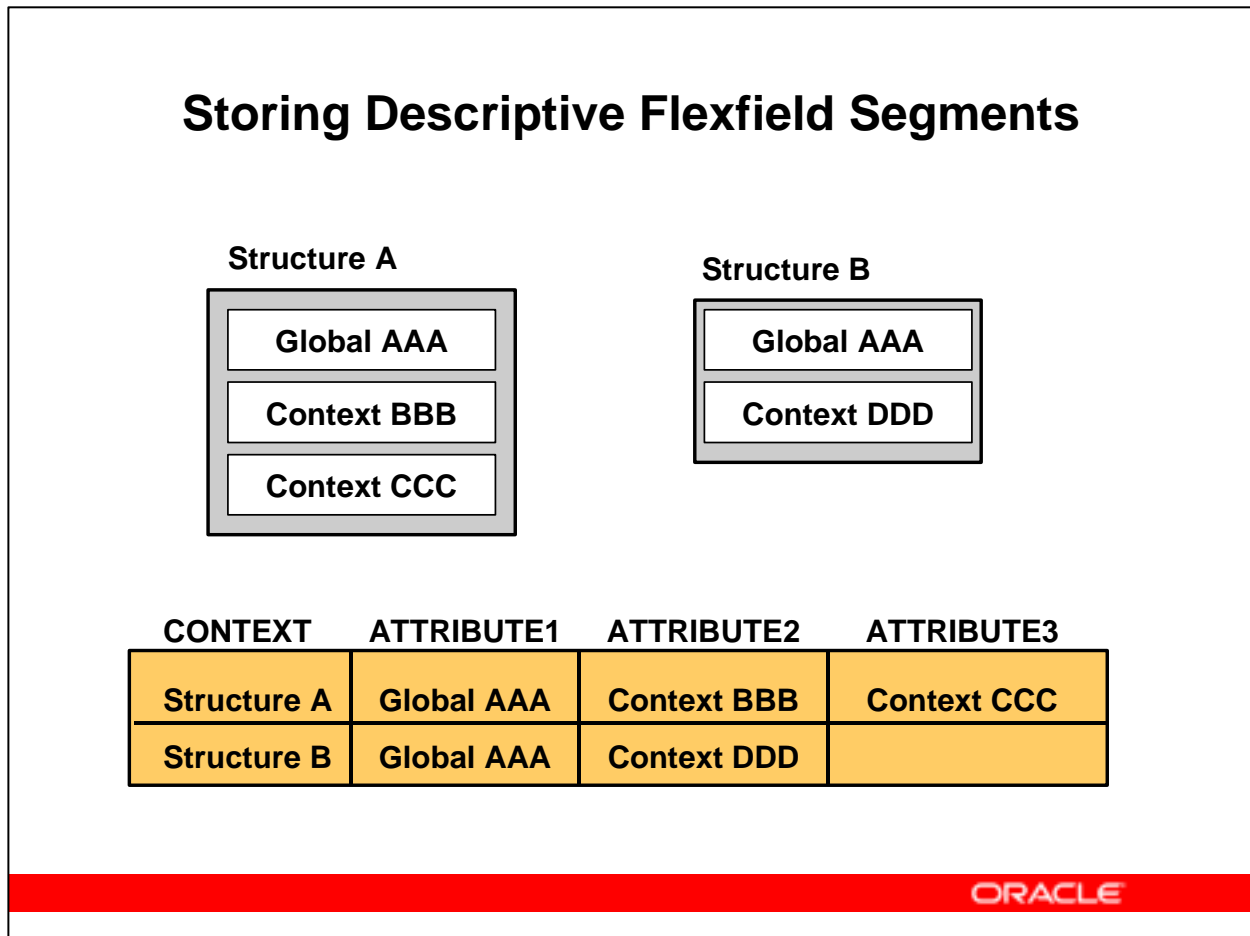 Storing Descriptive Flexfield Segments
Structure A
Global AAA
Context BBB
Context CCC
Structure B
Global AAA
Context DDD
CONTEXT ATTRIBUTE1 ATTRIBUTE2 ATTRIBUTE3
Structure A Global AAA Context BBB Context CCC
Structure B Global AAA Context DDD
ORACLE